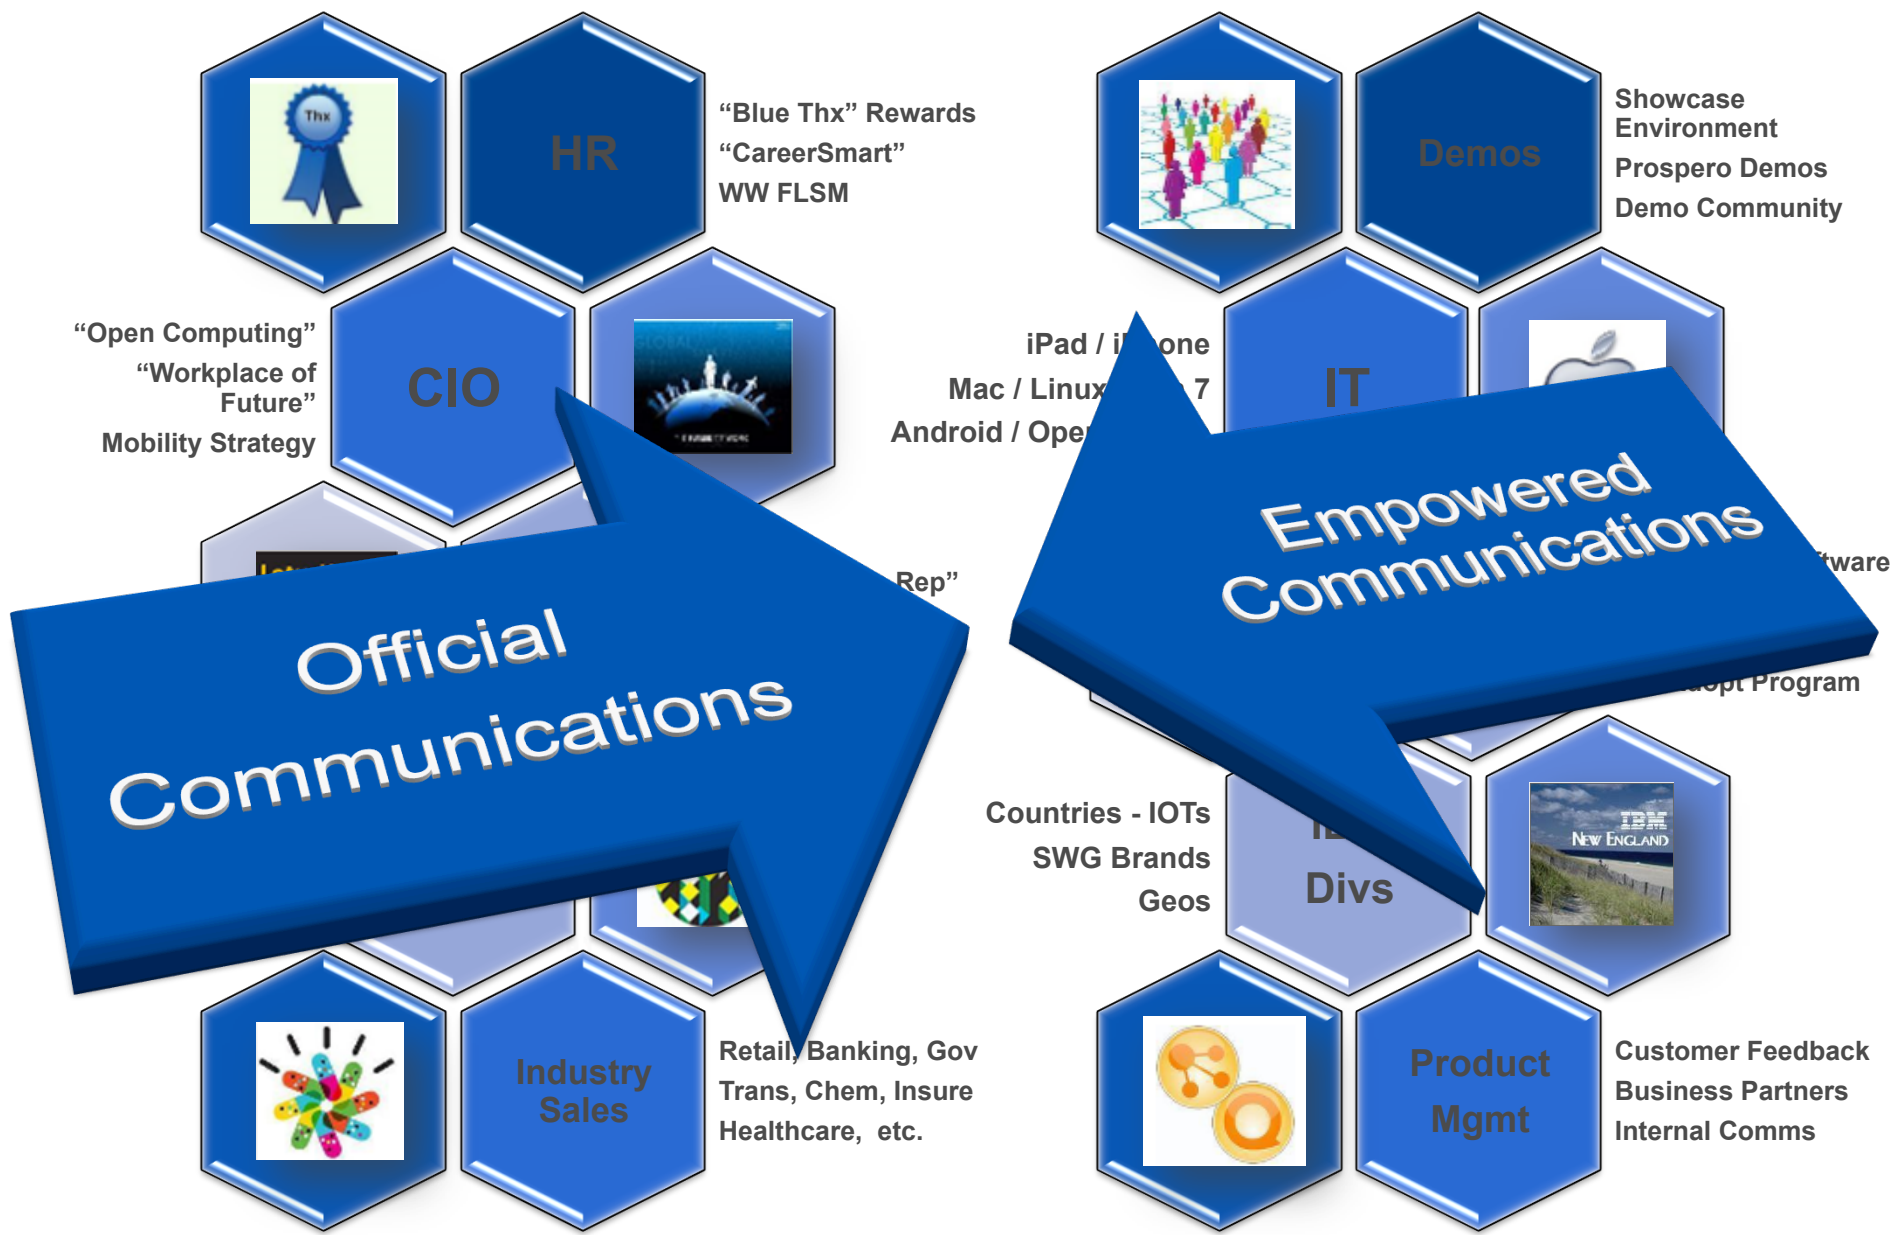 Thx
HR
“Blue Thx” Rewards
“CareerSmart”
WW FLSM
“Open Computing”
“Workplace of
Future”
Mobility Strategy
CIO
GLOBAL
Rep”
Official
Communications
Industry
Sales
Retail, Banking, Gov
Trans, Chem, Insure
Healthcare, etc.
Demos
Showcase
Environment
Prospero Demos
Demo Community
iPad /
Mac / Linux 7
Android /
IT
Empowered
Communications
Program
Countries - IOTs
SWG Brands
Geos
Divs
IBM
NEW ENGLAND
Product
Mgmt
Customer Feedback
Business Partners
Internal Comms